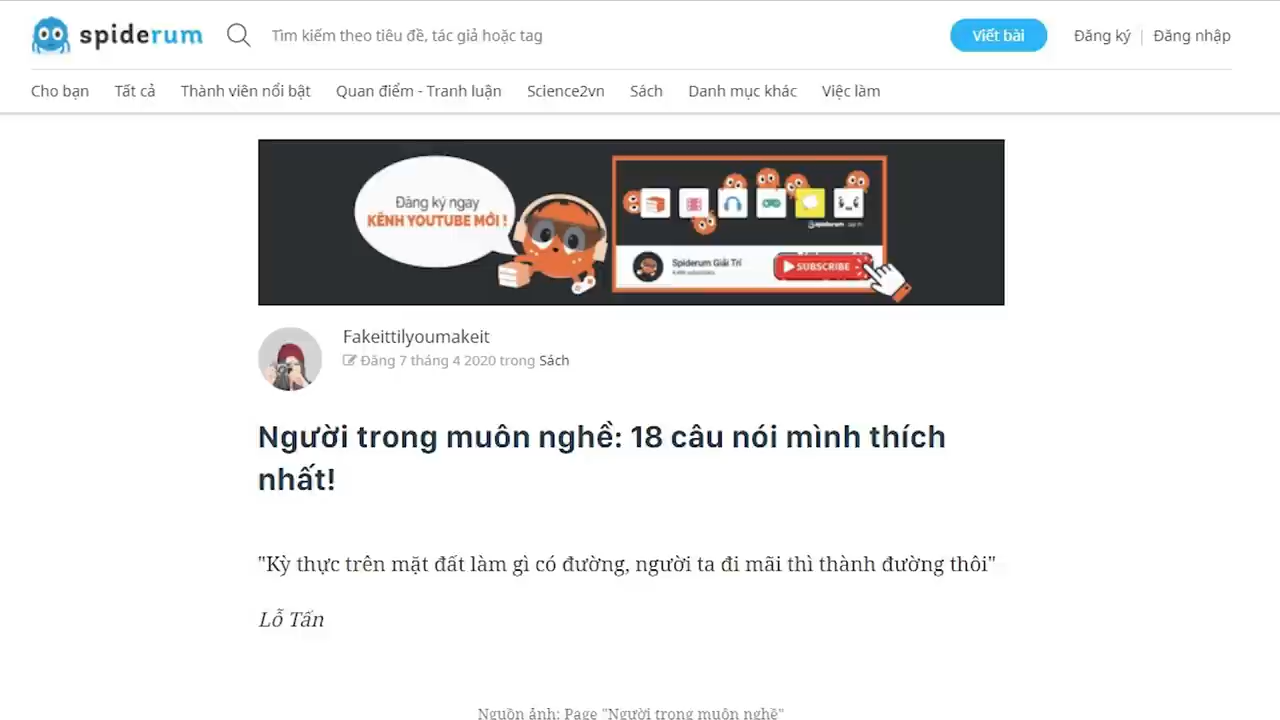 spiderum
Tìm kiếm theo tiêu đề, tác giả hoặc tag
Viết bài
Đăng ký | Đăng nhập
Cho bạn Tất cả Thành viên nổi bật Quan điểm - Tranh luận Science2vn Sách Danh mục khác Việc làm
Đăng ký ngay
KÊNH YOUTUBE MỚI !
spiderum
Spiderum Giải Trí
SUBSCRIBE
Fakeittilyoumakeit
Đăng 7 tháng 4 2020 trong Sách
Người trong muôn nghề: 18 câu nói mình thích
nhất!
"Kỳ thực trên mặt đất làm gì có đường, người ta đi mãi thì thành đường thôi"
Lỗ Tấn
Nguồn ảnh: Page "Người trong muôn nghề"